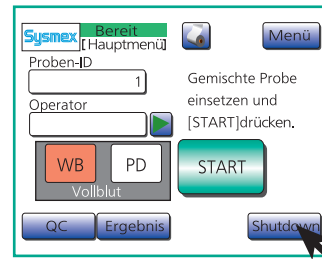 Sysmex
Bereit
[Hauptmenü]
Menü
Proben-ID
1
Operator
Gemischte Probe
einsetzen und
[START]drücken.
WB
PD
Vollblut
START
QC
Ergebnis
Shutdown